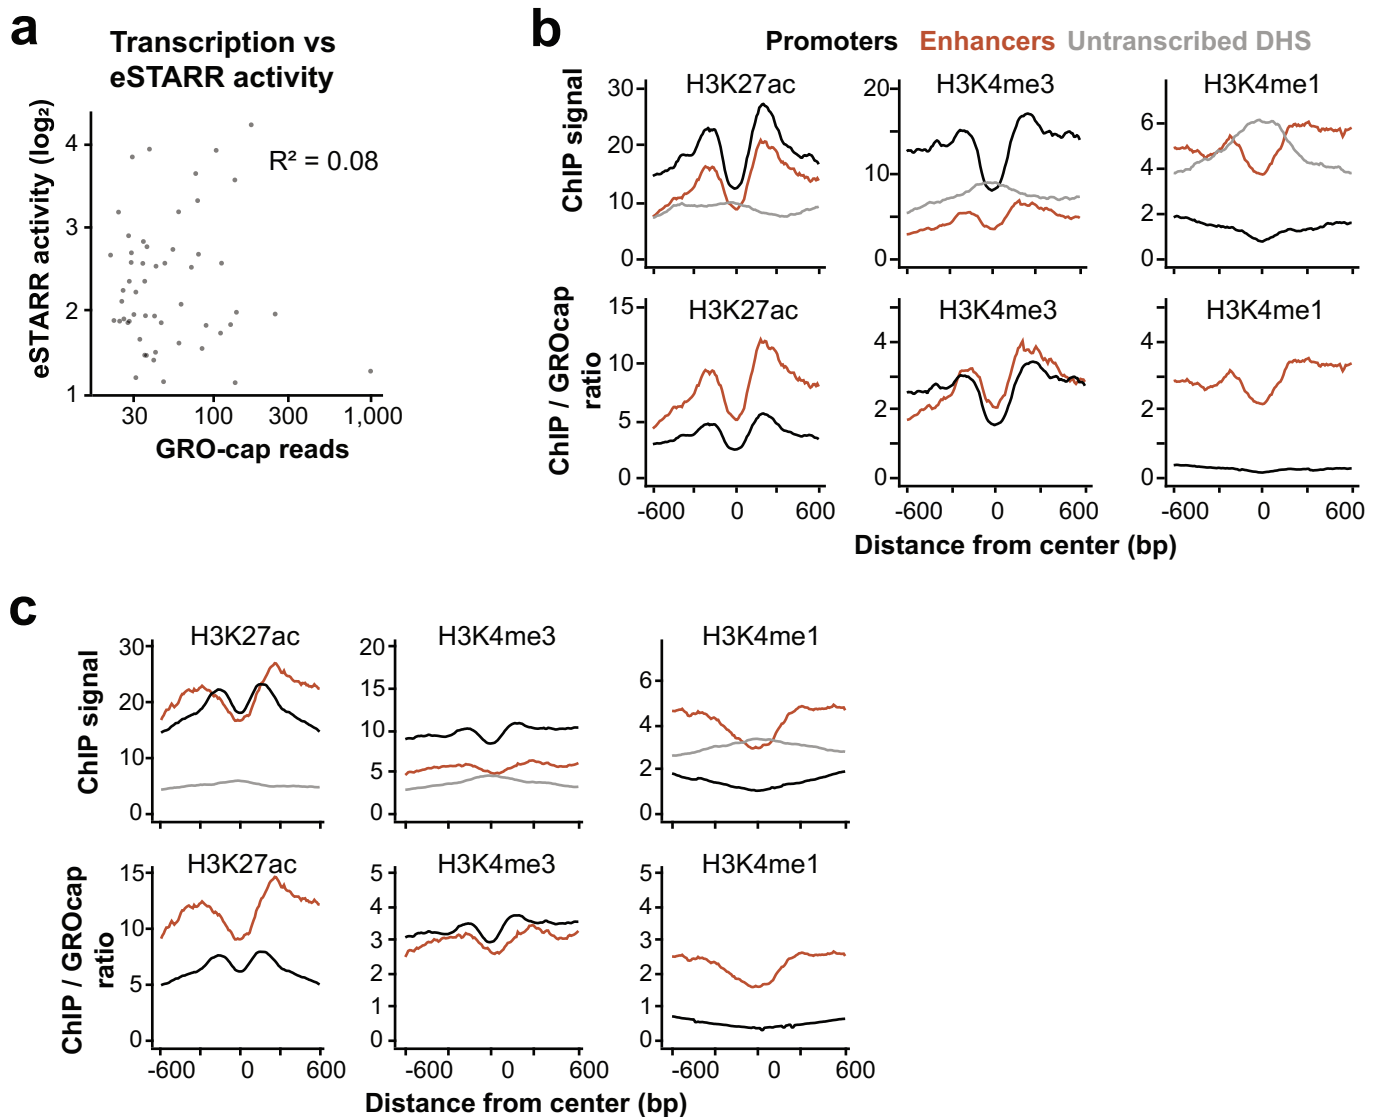 a
Transcription vs
eSTARR activity
eSTARR activity (log₂)
4
3
2
1
R² = 0.08
30 100 300 1,000
GRO-cap reads
b
Promoters Enhancers Untranscribed DHS
ChIP signal
H3K27ac
30
20
10
0
H3K4me3
20
10
0
H3K4me1
6
4
2
0
ChIP / GROcap
ratio
H3K27ac
15
10
5
0
H3K4me3
4
2
0
H3K4me1
4
2
0
-600 0 600
-600 0 600
-600 0 600
Distance from center (bp)
c
ChIP signal
H3K27ac
30
20
10
0
H3K4me3
20
15
10
5
0
H3K4me1
6
4
2
0
ChIP / GROcap
ratio
H3K27ac
15
10
5
0
H3K4me3
5
4
3
2
1
0
H3K4me1
5
4
3
2
1
0
-600 0 600
-600 0 600
-600 0 600
Distance from center (bp)